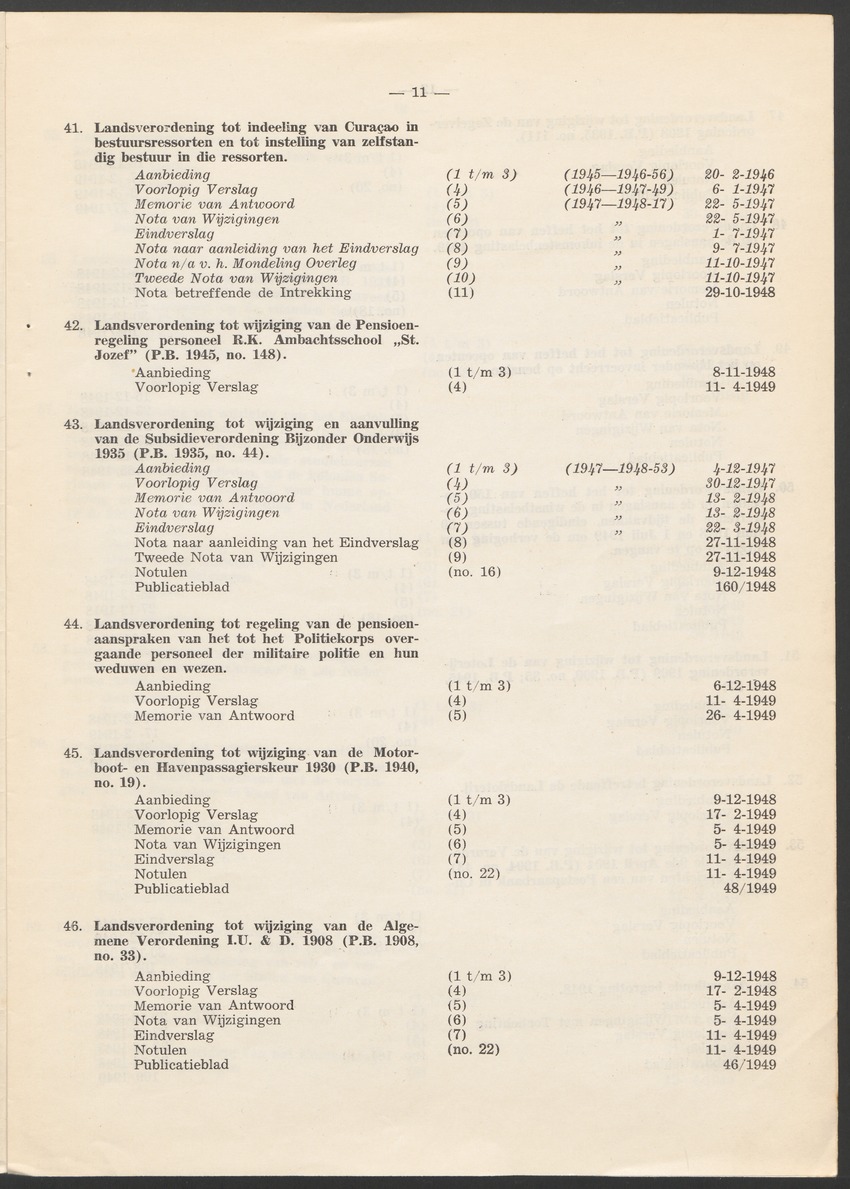 — 11 —
41. Landsverordening tot indeeling van Curaçao in
bestuursressorten en tot instelling van zelfstan-
dig bestuur in die ressorten.
Aanbieding (1 t/m 3) (1945—1946-56) 20- 2-1946
Voorlopig Verslag (4) (1946—1947-49) 6- 1-1947
Memorie van Antwoord (5) (1947—1948-17) 22- 5-1947
Nota van Wijzigingen (6) „ 22- 5-1947
Eindverslag (7) „ 1- 7-1947
Nota naar aanleiding van het Eindverslag (8) „ 9- 7-1947
Nota n/a v. h. Mondeling Overleg (9) „ 11-10-1947
Tweede Nota van Wijzigingen (10) „ 11-10-1947
Nota betreffende de Intrekking (11) 29-10-1948
42. Landsverordening tot wijziging van de Pensioen-
regeling personeel R.K. Ambachtsschool „St.
Jozef” (P.B. 1945, no. 148).
Aanbieding (1 t/m 3) 8-11-1948
Voorlopig Verslag (4) 11- 4-1949
43. Landsverordening tot wijziging en aanvulling
van de Subsidieverordening Bijzonder Onderwijs
1935 (P.B. 1935, no. 44).
Aanbieding (1 t/m 3) (1947—1948-53) 4-12-1947
Voorlopig Verslag (4) „ 30-12-1947
Memorie van Antwoord (5) „ 13- 2-1948
Nota van Wijzigingen (6) „ 13- 2-1948
Eindverslag (7) „ 22- 3-1948
Nota naar aanleiding van het Eindverslag (8) 27-11-1948
Tweede Nota van Wijzigingen (9) 27-11-1948
Notulen (no. 16) 9-12-1948
Publicatieblad 160/1948
44. Landsverordening tot regeling van de pensioen-
aanspraken van het tot het Politiekorps over-
gaande personeel der militaire politie en hun
weduwen en wezen.
Aanbieding (1 t/m 3) 6-12-1948
Voorlopig Verslag (4) 11- 4-1949
Memorie van Antwoord (5) 26- 4-1949
45. Landsverordening tot wijziging van de Motor-
boot- en Havenpassagierskeur 1930 (P.B. 1940,
no. 19).
Aanbieding (1 t/m 3) 9-12-1948
Voorlopig Verslag (4) 17- 2-1949
Memorie van Antwoord (5) 5- 4-1949
Nota van Wijzigingen (6) 5- 4-1949
Eindverslag (7) 11- 4-1949
Notulen (no. 22) 11- 4-1949
Publicatieblad 48/1949
46. Landsverordening tot wijziging van de Alge-
mene Verordening I.U. & D. 1908 (P.B. 1908,
no. 33).
Aanbieding (1 t/m 3) 9-12-1948
Voorlopig Verslag (4) 17- 2-1949
Memorie van Antwoord (5) 5- 4-1949
Nota van Wijzigingen (6) 5- 4-1949
Eindverslag (7) 11- 4-1949
Notulen (no. 22) 11- 4-1949
Publicatieblad 46/1949